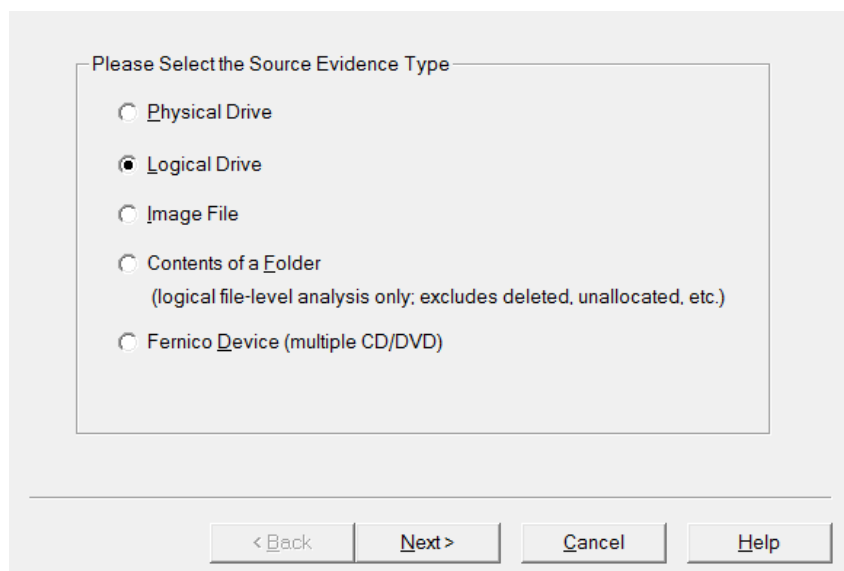 Please Select the Source Evidence Type
Physical Drive
Logical Drive
Image File
Contents of a Folder
(logical file-level analysis only; excludes deleted, unallocated, etc.)
Fernico Device (multiple CD/DVD)
< Back Next > Cancel Help